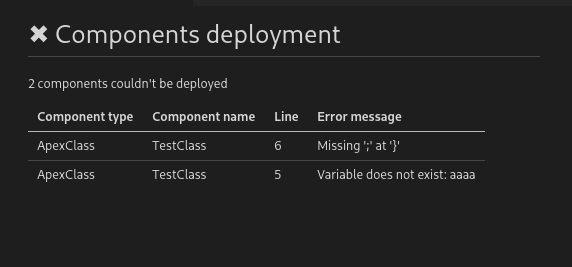 ✖ Components deployment
2 components couldn't be deployed
Component type Component name Line Error message
ApexClass TestClass 6 Missing ';' at '}'
ApexClass TestClass 5 Variable does not exist: aaaa